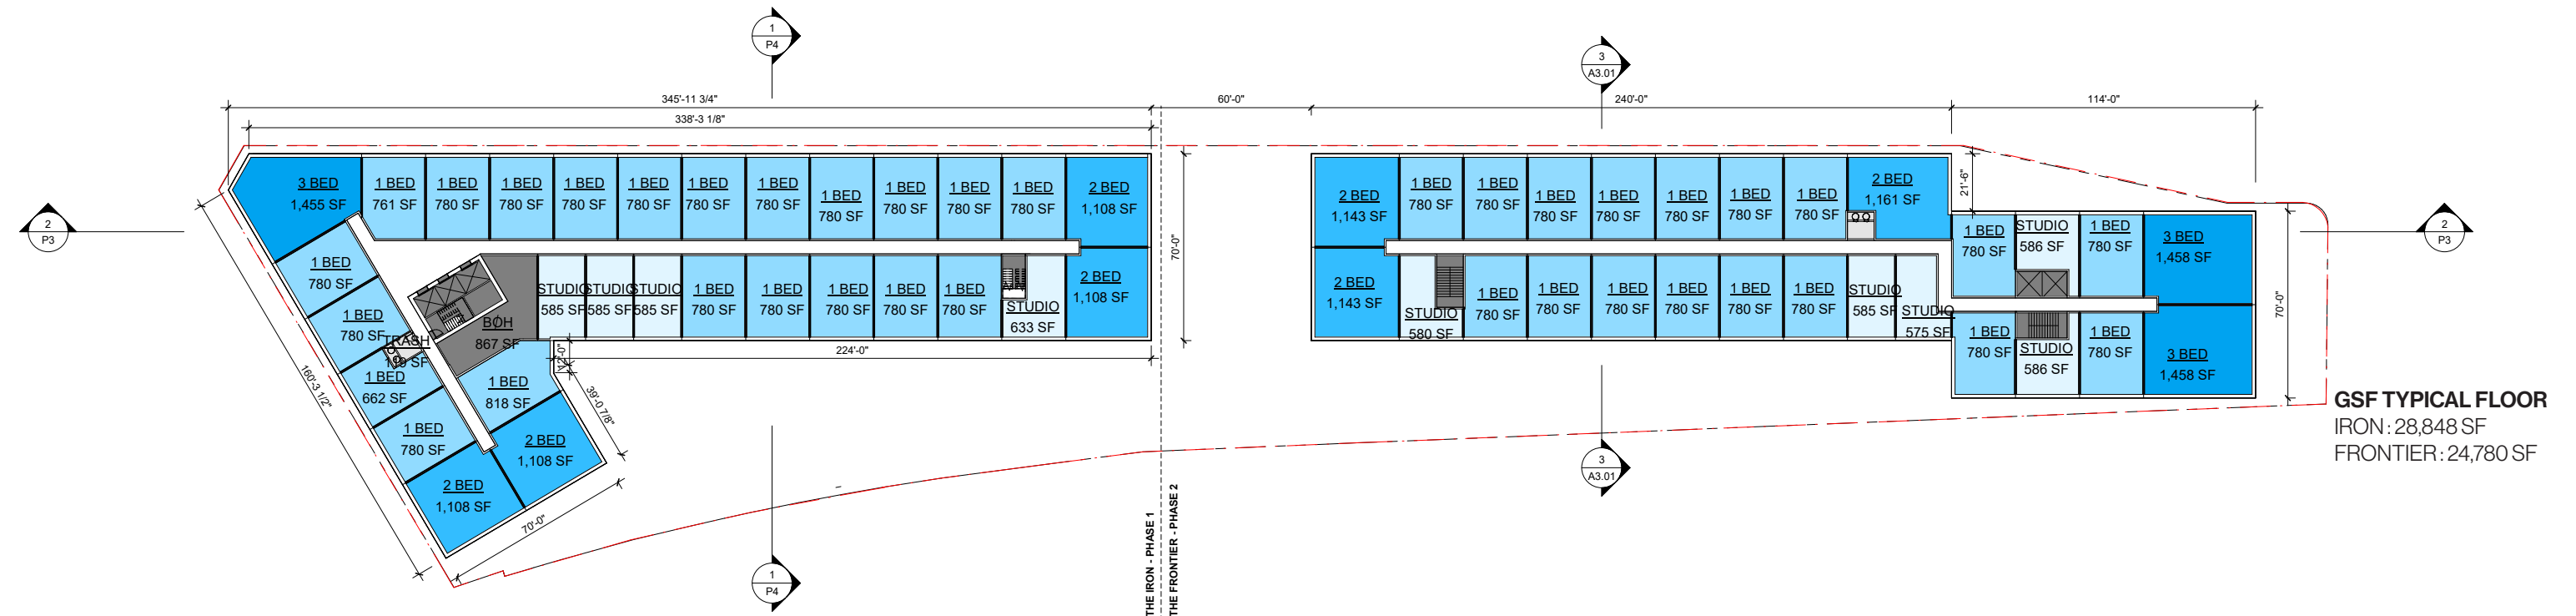 1
P4
3
A3.01
345'-11 3/4"
60'-0"
240'-0"
114'-0"
338'-3 1/8"
3 BED
1,455 SF
1 BED
761 SF
1 BED
780 SF
1 BED
780 SF
1 BED
780 SF
1 BED
780 SF
1 BED
780 SF
1 BED
780 SF
1 BED
780 SF
1 BED
780 SF
1 BED
780 SF
1 BED
780 SF
2 BED
1,108 SF
70'-0"
2 BED
1,143 SF
1 BED
780 SF
1 BED
780 SF
1 BED
780 SF
1 BED
780 SF
1 BED
780 SF
1 BED
780 SF
1 BED
780 SF
2 BED
1,161 SF
21'-6"
2
P3
2
P3
1 BED
780 SF
STUDIO
586 SF
1 BED
780 SF
3 BED
1,458 SF
1 BED
780 SF
1 BED
780 SF
TRASH
119 SF
BOH
867 SF
STUDIO
585 SF
STUDIO
585 SF
STUDIO
585 SF
1 BED
780 SF
1 BED
780 SF
1 BED
780 SF
1 BED
780 SF
1 BED
780 SF
STUDIO
633 SF
2 BED
1,108 SF
2 BED
1,143 SF
STUDIO
580 SF
1 BED
780 SF
1 BED
780 SF
1 BED
780 SF
1 BED
780 SF
1 BED
780 SF
1 BED
780 SF
STUDIO
585 SF
STUDIO
575 SF
1 BED
780 SF
STUDIO
586 SF
1 BED
780 SF
3 BED
1,458 SF
70'-0"
224'-0"
1 BED
662 SF
1 BED
818 SF
39'-0 7/8"
160'-3 1/2"
1 BED
780 SF
2 BED
1,108 SF
2 BED
1,108 SF
70'-0"
GSF TYPICAL FLOOR
IRON : 28,848 SF
FRONTIER : 24,780 SF
3
A3.01
1
P4
THE IRON - PHASE 1
THE FRONTIER - PHASE 2